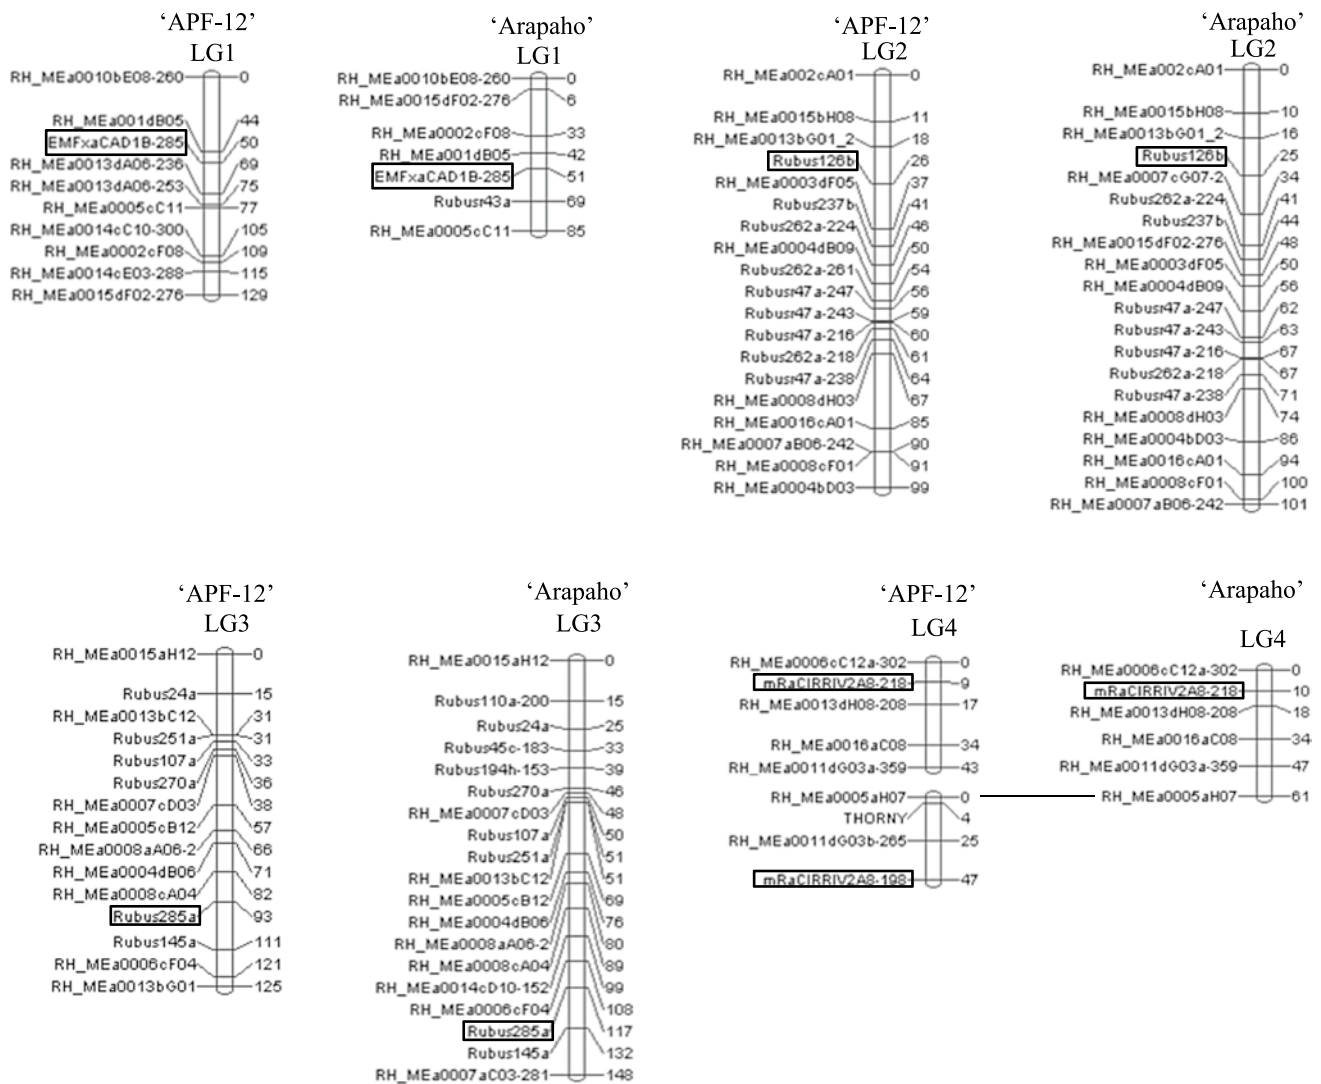 ‘APF-12’
LG1
RH_MEa0010bE08-260 0
RH_MEa001dB05 44
EMFxaCAD1B-285 50
RH_MEa0013dA06-236 69
RH_MEa0013dA06-253 75
RH_MEa0005cC11 77
RH_MEa0014cC10-300 105
RH_MEa0002cF08 109
RH_MEa0014cE03-288 115
RH_MEa0015dF02-276 129
‘Arapaho’
LG1
RH_MEa0010bE08-260 0
RH_MEa0015dF02-276 6
RH_MEa0002cF08 33
RH_MEa001dB05 42
EMFxaCAD1B-285 51
Rubusr43a 69
RH_MEa0005cC11 85
‘APF-12’
LG2
RH_MEa002cA01 0
RH_MEa0015bH08 11
RH_MEa0013bG01_2 18
Rubus126b 26
RH_MEa0003dF05 37
Rubus237b 41
Rubus262a-224 46
RH_MEa0004dB09 50
Rubus262a-261 54
Rubusr47a-247 56
Rubusr47a-243 59
Rubusr47a-216 60
Rubus262a-218 61
Rubusr47a-238 64
RH_MEa0008dH03 67
RH_MEa0016cA01 85
RH_MEa0007aB06-242 90
RH_MEa0008cF01 91
RH_MEa0004bD03 99
‘Arapaho’
LG2
RH_MEa002cA01 0
RH_MEa0015bH08 10
RH_MEa0013bG01_2 16
Rubus126b 25
RH_MEa0007cG07-2 34
Rubus262a-224 41
Rubus237b 44
RH_MEa0015dF02-276 48
RH_MEa0003dF05 50
RH_MEa0004dB09 56
Rubusr47a-247 62
Rubusr47a-243 63
Rubusr47a-216 67
Rubus262a-218 67
Rubusr47a-238 71
RH_MEa0008dH03 74
RH_MEa0004bD03 86
RH_MEa0016cA01 94
RH_MEa0008cF01 100
RH_MEa0007aB06-242 101
‘APF-12’
LG3
RH_MEa0015aH12 0
Rubus24a 15
RH_MEa0013bC12 31
Rubus251a 31
Rubus107a 33
Rubus270a 36
RH_MEa0007cD03 38
RH_MEa0005cB12 57
RH_MEa0008aA06-2 66
RH_MEa0004dB06 71
RH_MEa0008cA04 82
Rubus285a 93
Rubus145a 111
RH_MEa0006cF04 121
RH_MEa0013bG01 125
‘Arapaho’
LG3
RH_MEa0015aH12 0
Rubus110a-200 15
Rubus24a 25
Rubus45c-183 33
Rubus194h-153 39
Rubus270a 46
RH_MEa0007cD03 48
Rubus107a 50
Rubus251a 51
RH_MEa0013bC12 51
RH_MEa0005cB12 69
RH_MEa0004dB06 76
RH_MEa0008aA06-2 80
RH_MEa0008cA04 89
RH_MEa0014cD10-152 99
RH_MEa0006cF04 108
Rubus285a 117
Rubus145a 132
RH_MEa0007aC03-281 148
‘APF-12’
LG4
RH_MEa0006cC12a-302 0
mRaCIRRIV2A8-218 9
RH_MEa0013dH08-208 17
RH_MEa0016aC08 34
RH_MEa0011dG03a-359 43
RH_MEa0005aH07 0
THORNY 4
RH_MEa0011dG03b-265 25
mRaCIRRIV2A8-198 47
‘Arapaho’
LG4
RH_MEa0006cC12a-302 0
mRaCIRRIV2A8-218 10
RH_MEa0013dH08-208 18
RH_MEa0016aC08 34
RH_MEa0011dG03a-359 47
RH_MEa0005aH07 61